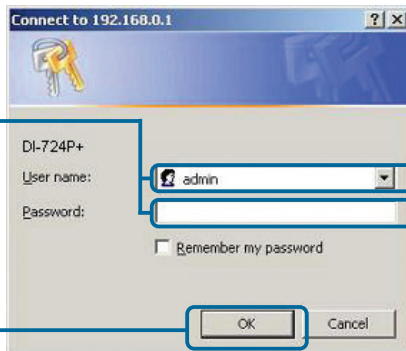 Connect to 192.168.0.1
DI-724P+
User name:
admin
Password:
Remember my password
OK
Cancel